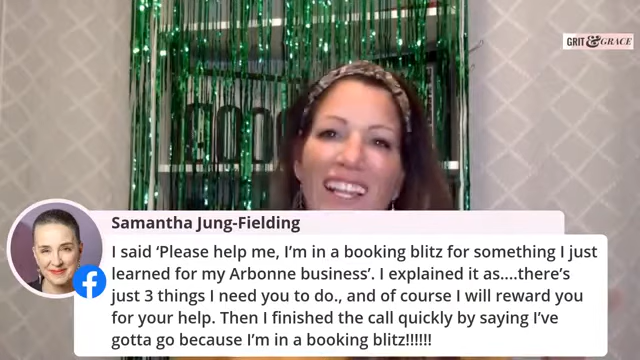 GRIT & GRACE
Samantha Jung-Fielding
I said ‘Please help me, I’m in a booking blitz for something I just
learned for my Arbonne business’. I explained it as....there’s
just 3 things I need you to do., and of course I will reward you
for your help. Then I finished the call quickly by saying I’ve
gotta go because I’m in a booking blitz!!!!!!